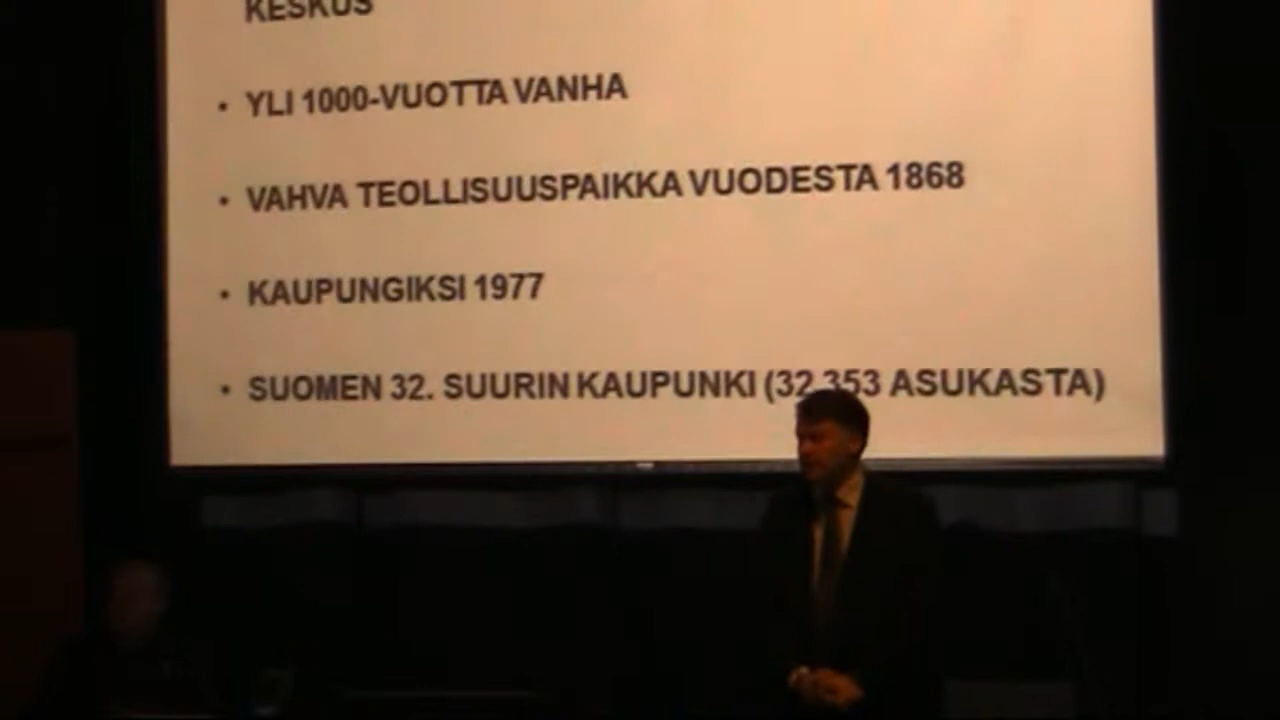 KESKUS
• YLI 1000-VUOTTA VANHA
• VAHVA TEOLLISUUSPAIKKA VUODESTA 1868
• KAUPUNGIKSI 1977
• SUOMEN 32. SUURIN KAUPUNKI (32 353 ASUKASTA)